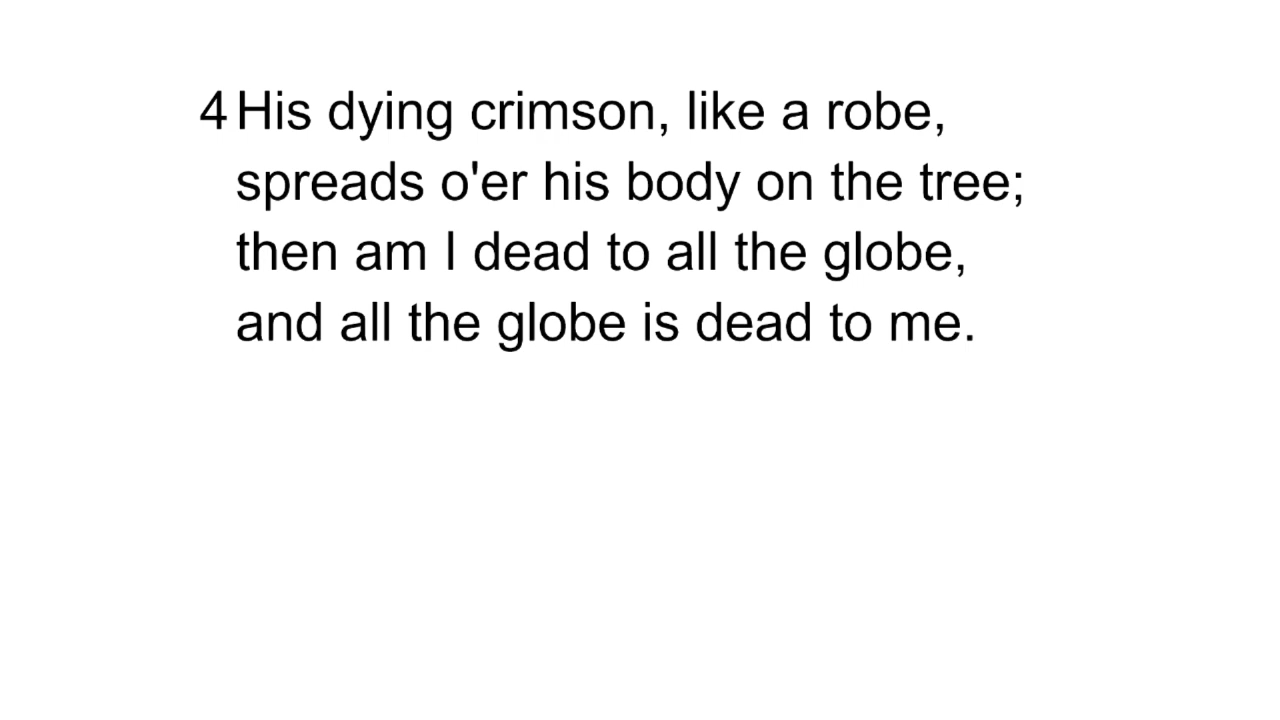 4 His dying crimson, like a robe,
spreads o'er his body on the tree;
then am I dead to all the globe,
and all the globe is dead to me.